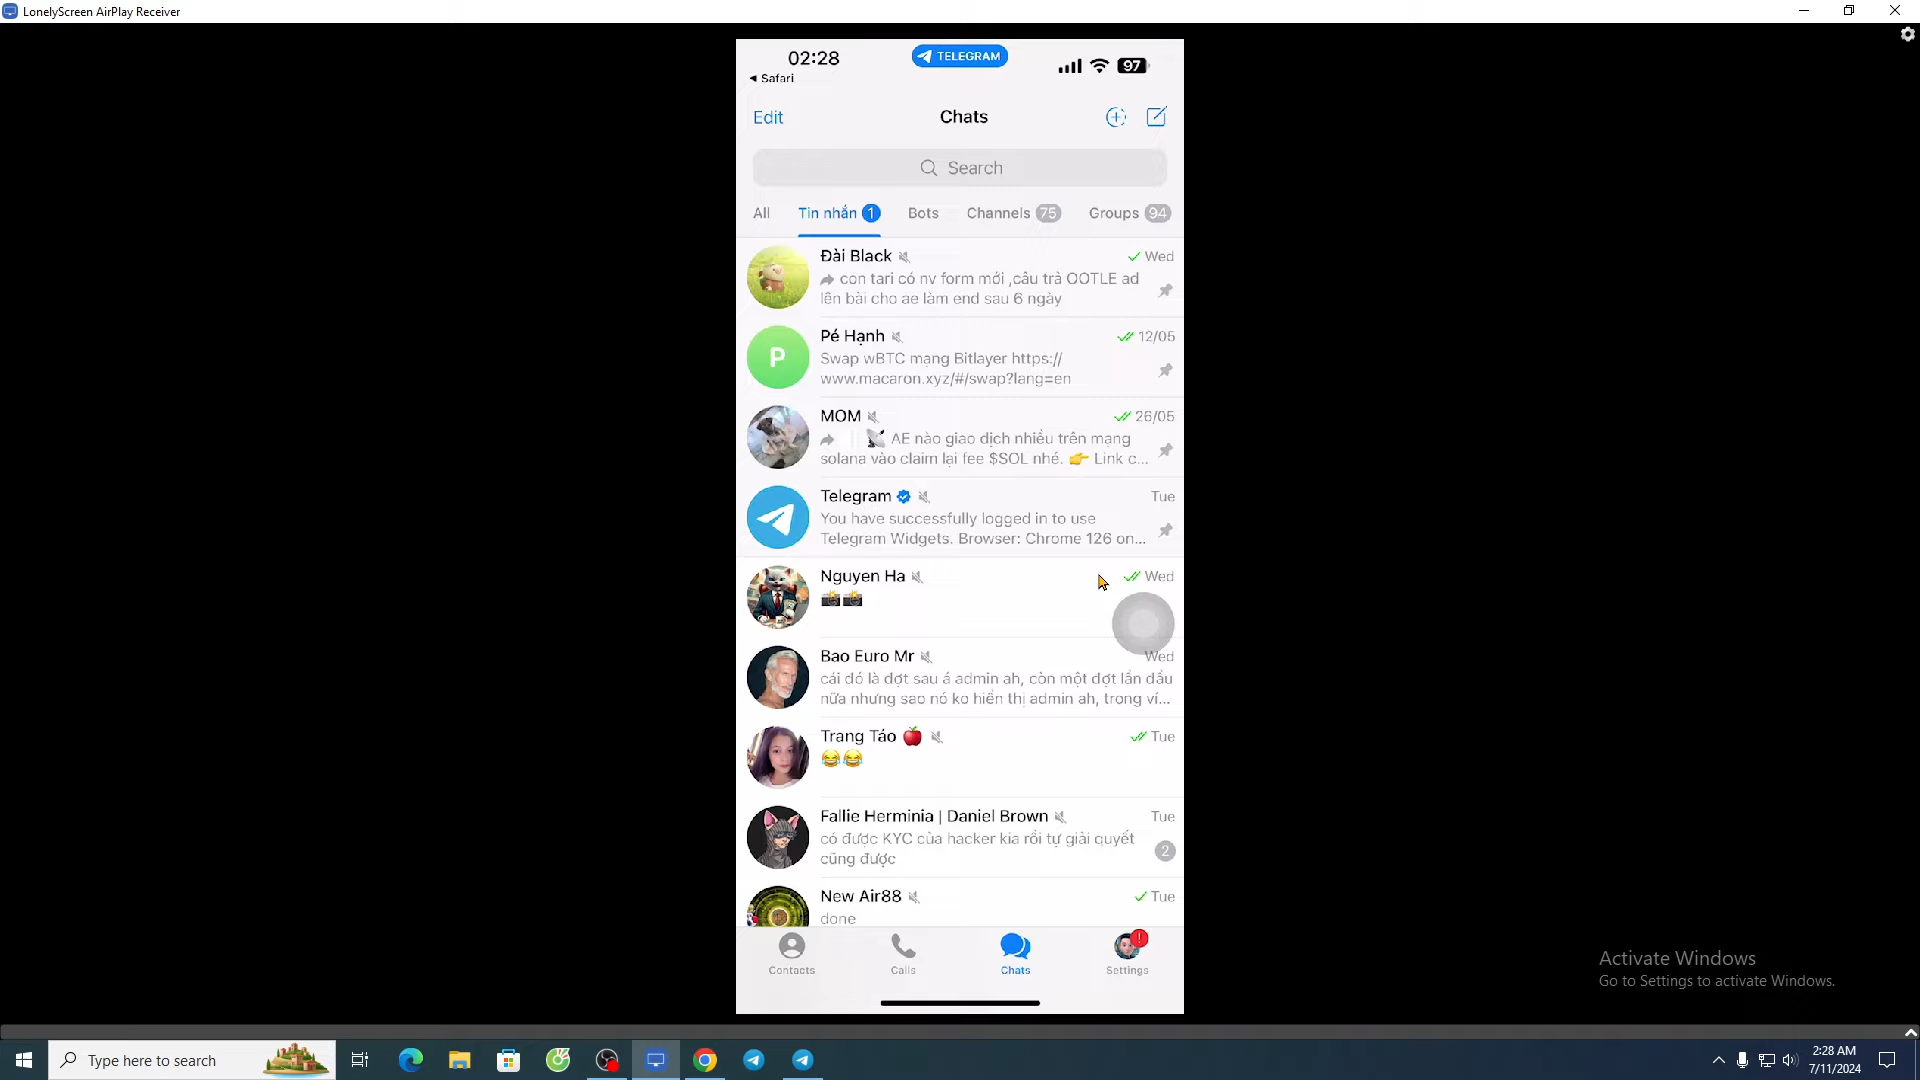 LonelyScreen AirPlay Receiver
02:28
TELEGRAM
97
Safari
Edit
Chats
Search
All
Tin nhắn 1
Bots
Channels 75
Groups 94
Đài Black
Wed
con tari có nv form mới ,câu trả OOTLE ad
lên bài cho ae làm end sau 6 ngày
Pé Hạnh
12/05
Swap wBTC mạng Bitlayer https://
www.macaron.xyz/#/swap?lang=en
MOM
26/05
AE nào giao dịch nhiều trên mạng
solana vào claim lại fee $SOL nhé. 👉 Link c...
Telegram
Tue
You have successfully logged in to use
Telegram Widgets. Browser: Chrome 126 on...
Nguyen Ha
Wed
📸📸
Bao Euro Mr
Wed
cái đó là đợt sau á admin ah, còn một đợt lần đầu
nữa nhưng sao nó ko hiển thị admin ah, trong ví...
Trang Táo 🍎
Tue
😂😂
Fallie Herminia | Daniel Brown
Tue
có được KYC của hacker kia rồi tự giải quyết
cũng được
2
New Air88
Tue
done
Contacts
Calls
Chats
Settings
Activate Windows
Go to Settings to activate Windows.
Type here to search
2:28 AM
7/11/2024